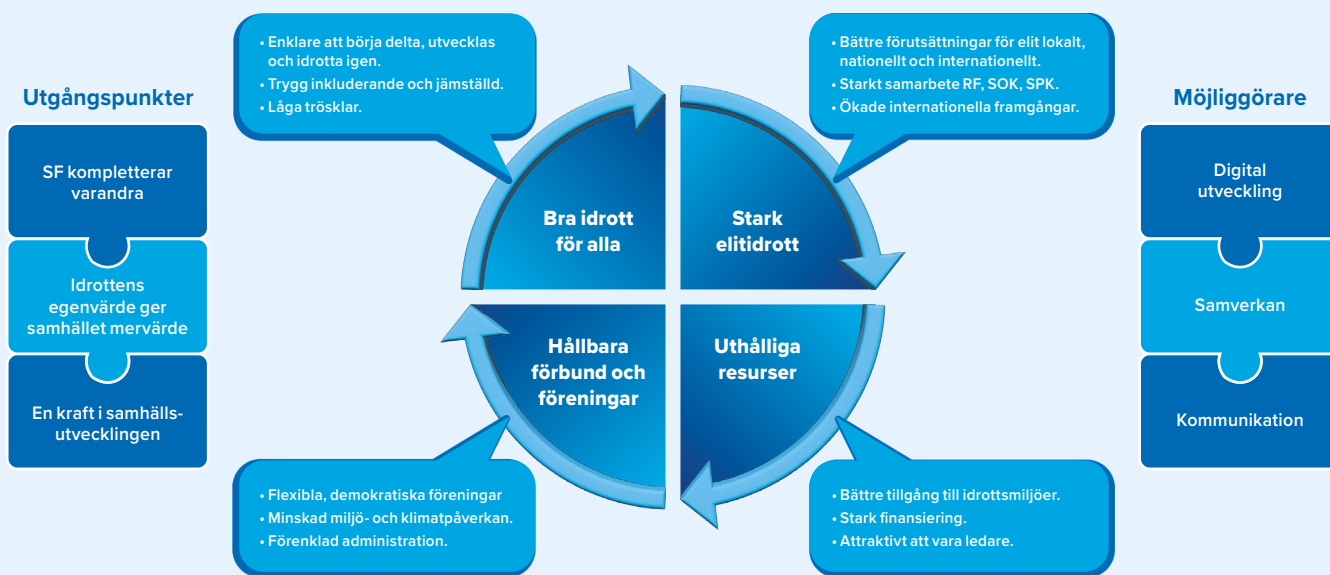 Utgångspunkter
SF kompletterar
varandra
Idrottens
egenvärde ger
samhället mervärde
En kraft i samhälls-
utvecklingen
• Enklare att börja delta, utvecklas
och idrotta igen.
• Trygg inkluderande och jämställd.
• Låga trösklar.
• Bättre förutsättningar för elit lokalt,
nationellt och internationellt.
• Starkt samarbete RF, SOK, SPK.
• Ökade internationella framgångar.
Bra idrott
för alla
Stark
elitidrott
Hållbara
förbund och
föreningar
Uthålliga
resurser
• Flexibla, demokratiska föreningar
• Minskad miljö- och klimatpåverkan.
• Förenklad administration.
• Bättre tillgång till idrottsmiljöer.
• Stark finansiering.
• Attraktivt att vara ledare.
Möjliggörare
Digital
utveckling
Samverkan
Kommunikation